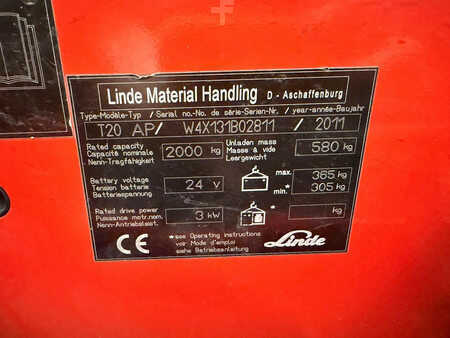 Linde Material Handling D - Aschaffenburg
Type-Modèle-Typ / Serial no.-No. de série-Serien-Nr. / year-année-Baujahr
T20 AP/ W4X131B02811 / 2011
Rated capacity
Capacité nominale
Nenn-Tragfähigkeit
2000 kg
Unladen mass
Masse à vide
Leergewicht
580 kg
Battery voltage
Tension batterie
Batteriespannung
24 V
max. 365 kg
* min. 305 kg
Rated drive power
Puissance motr.nom.
Nenn-Antriebsleist.
3 kW
* kg
CE
*see Operating instructions
voir Mode d'emploi
siehe Betriebsanleitung
Linde